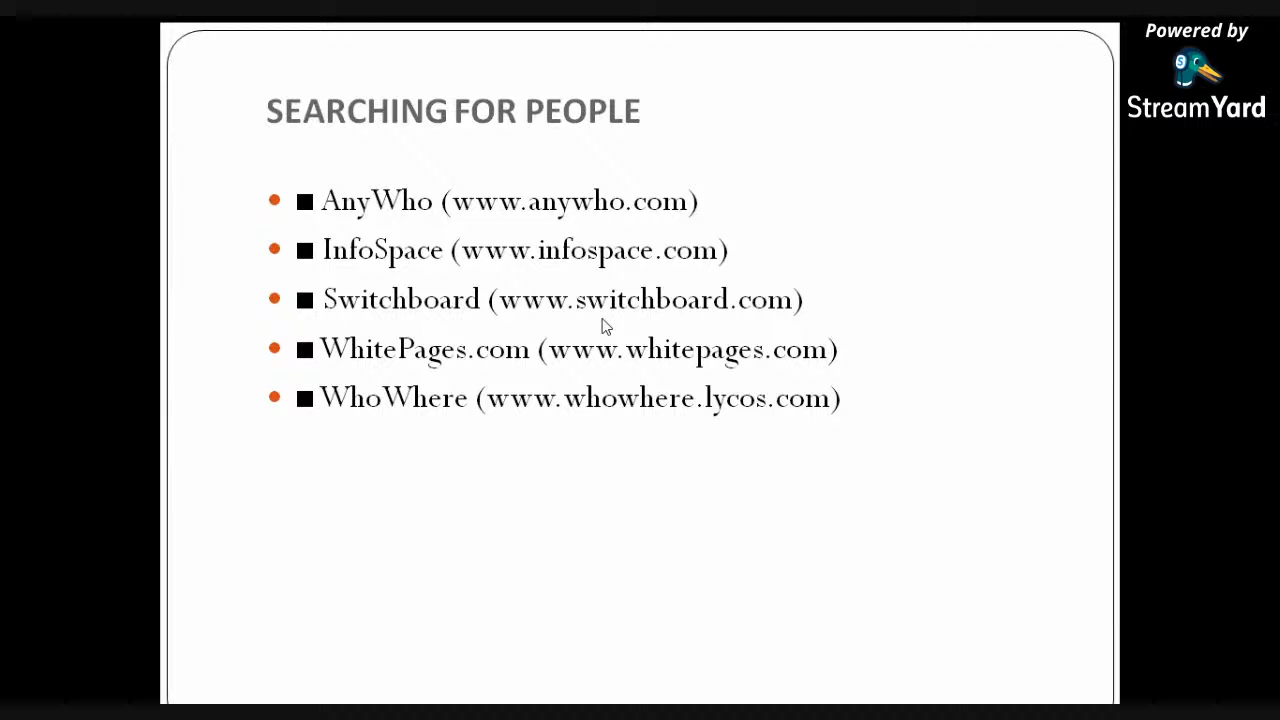 Powered by
StreamYard
SEARCHING FOR PEOPLE
■ AnyWho (www.anywho.com)
■ InfoSpace (www.infospace.com)
■ Switchboard (www.switchboard.com)
■ WhitePages.com (www.whitepages.com)
■ WhoWhere (www.whowhere.lycos.com)